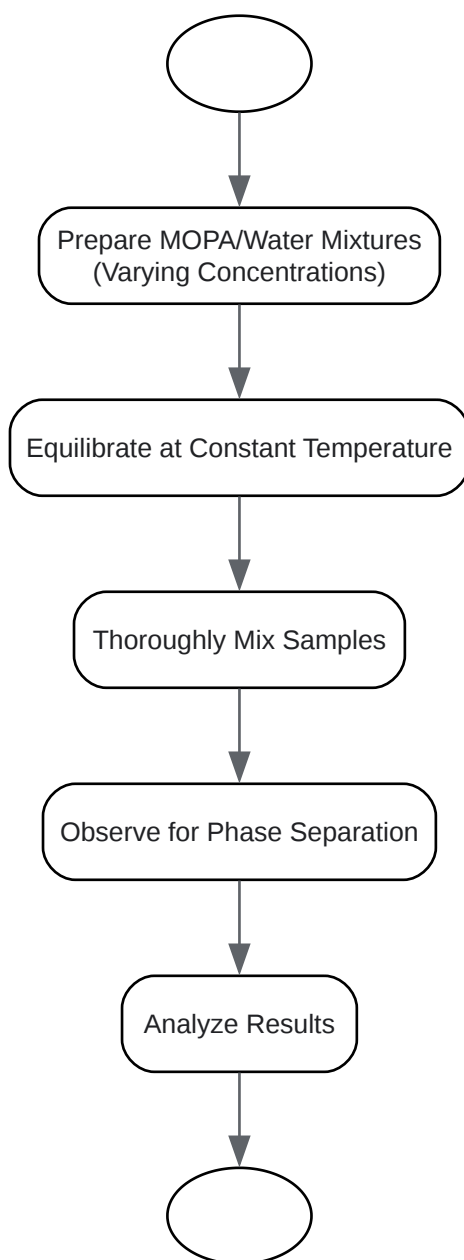 Prepare MOPA/Water Mixtures
(Varying Concentrations)
Equilibrate at Constant Temperature
Thoroughly Mix Samples
Observe for Phase Separation
Analyze Results